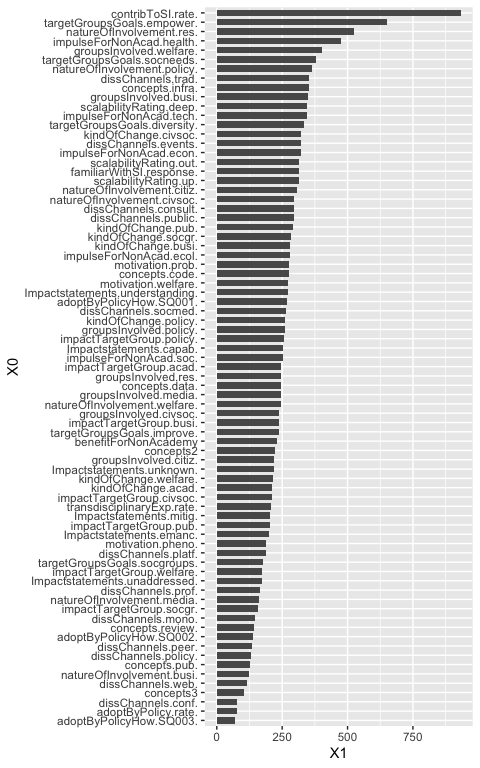 contribToSI.rate.
targetGroupsGoals.empower.
natureOfInvolvement.res.
impulseForNonAcad.health.
groupsInvolved.welfare.
targetGroupsGoals.socneeds.
natureOfInvolvement.policy.
dissChannels.trad.
concepts.infra.
groupsInvolved.busi.
scalabilityRating.deep.
impulseForNonAcad.tech.
targetGroupsGoals.diversity.
kindOfChange.civsoc.
dissChannels.events.
impulseForNonAcad.econ.
scalabilityRating.out.
familiarWithSI.response.
scalabilityRating.up.
natureOfInvolvement.citiz.
natureOfInvolvement.civsoc.
dissChannels.consult.
dissChannels.public.
kindOfChange.pub.
kindOfChange.socgr.
kindOfChange.busi.
impulseForNonAcad.ecol.
motivation.prob.
concepts.code.
motivation.welfare.
Impactstatements.understanding.
adoptByPolicyHow.SQ001.
dissChannels.socmed.
kindOfChange.policy.
groupsInvolved.policy.
impactTargetGroup.policy.
Impactstatements.capab.
impulseForNonAcad.soc.
impactTargetGroup.acad.
groupsInvolved.res.
concepts.data.
groupsInvolved.media.
natureOfInvolvement.welfare.
groupsInvolved.civsoc.
impactTargetGroup.busi.
targetGroupsGoals.improve.
benefitForNonAcademy
concepts2
groupsInvolved.citiz.
Impactstatements.unknown.
kindOfChange.welfare.
kindOfChange.acad.
impactTargetGroup.civsoc.
transdisciplinaryExp.rate.
Impactstatements.mitig.
impactTargetGroup.pub.
Impactstatements.emanc.
motivation.pheno.
dissChannels.platf.
targetGroupsGoals.socgroups.
impactTargetGroup.welfare.
Impactstatements.unaddressed.
dissChannels.prof.
natureOfInvolvement.media.
impactTargetGroup.socgr.
dissChannels.mono.
concepts.review.
adoptByPolicyHow.SQ002.
dissChannels.peer.
dissChannels.policy.
concepts.pub.
natureOfInvolvement.busi.
dissChannels.web.
concepts3
dissChannels.conf.
adoptByPolicy.rate.
adoptByPolicyHow.SQ003.
X0
0 250 500 750
X1